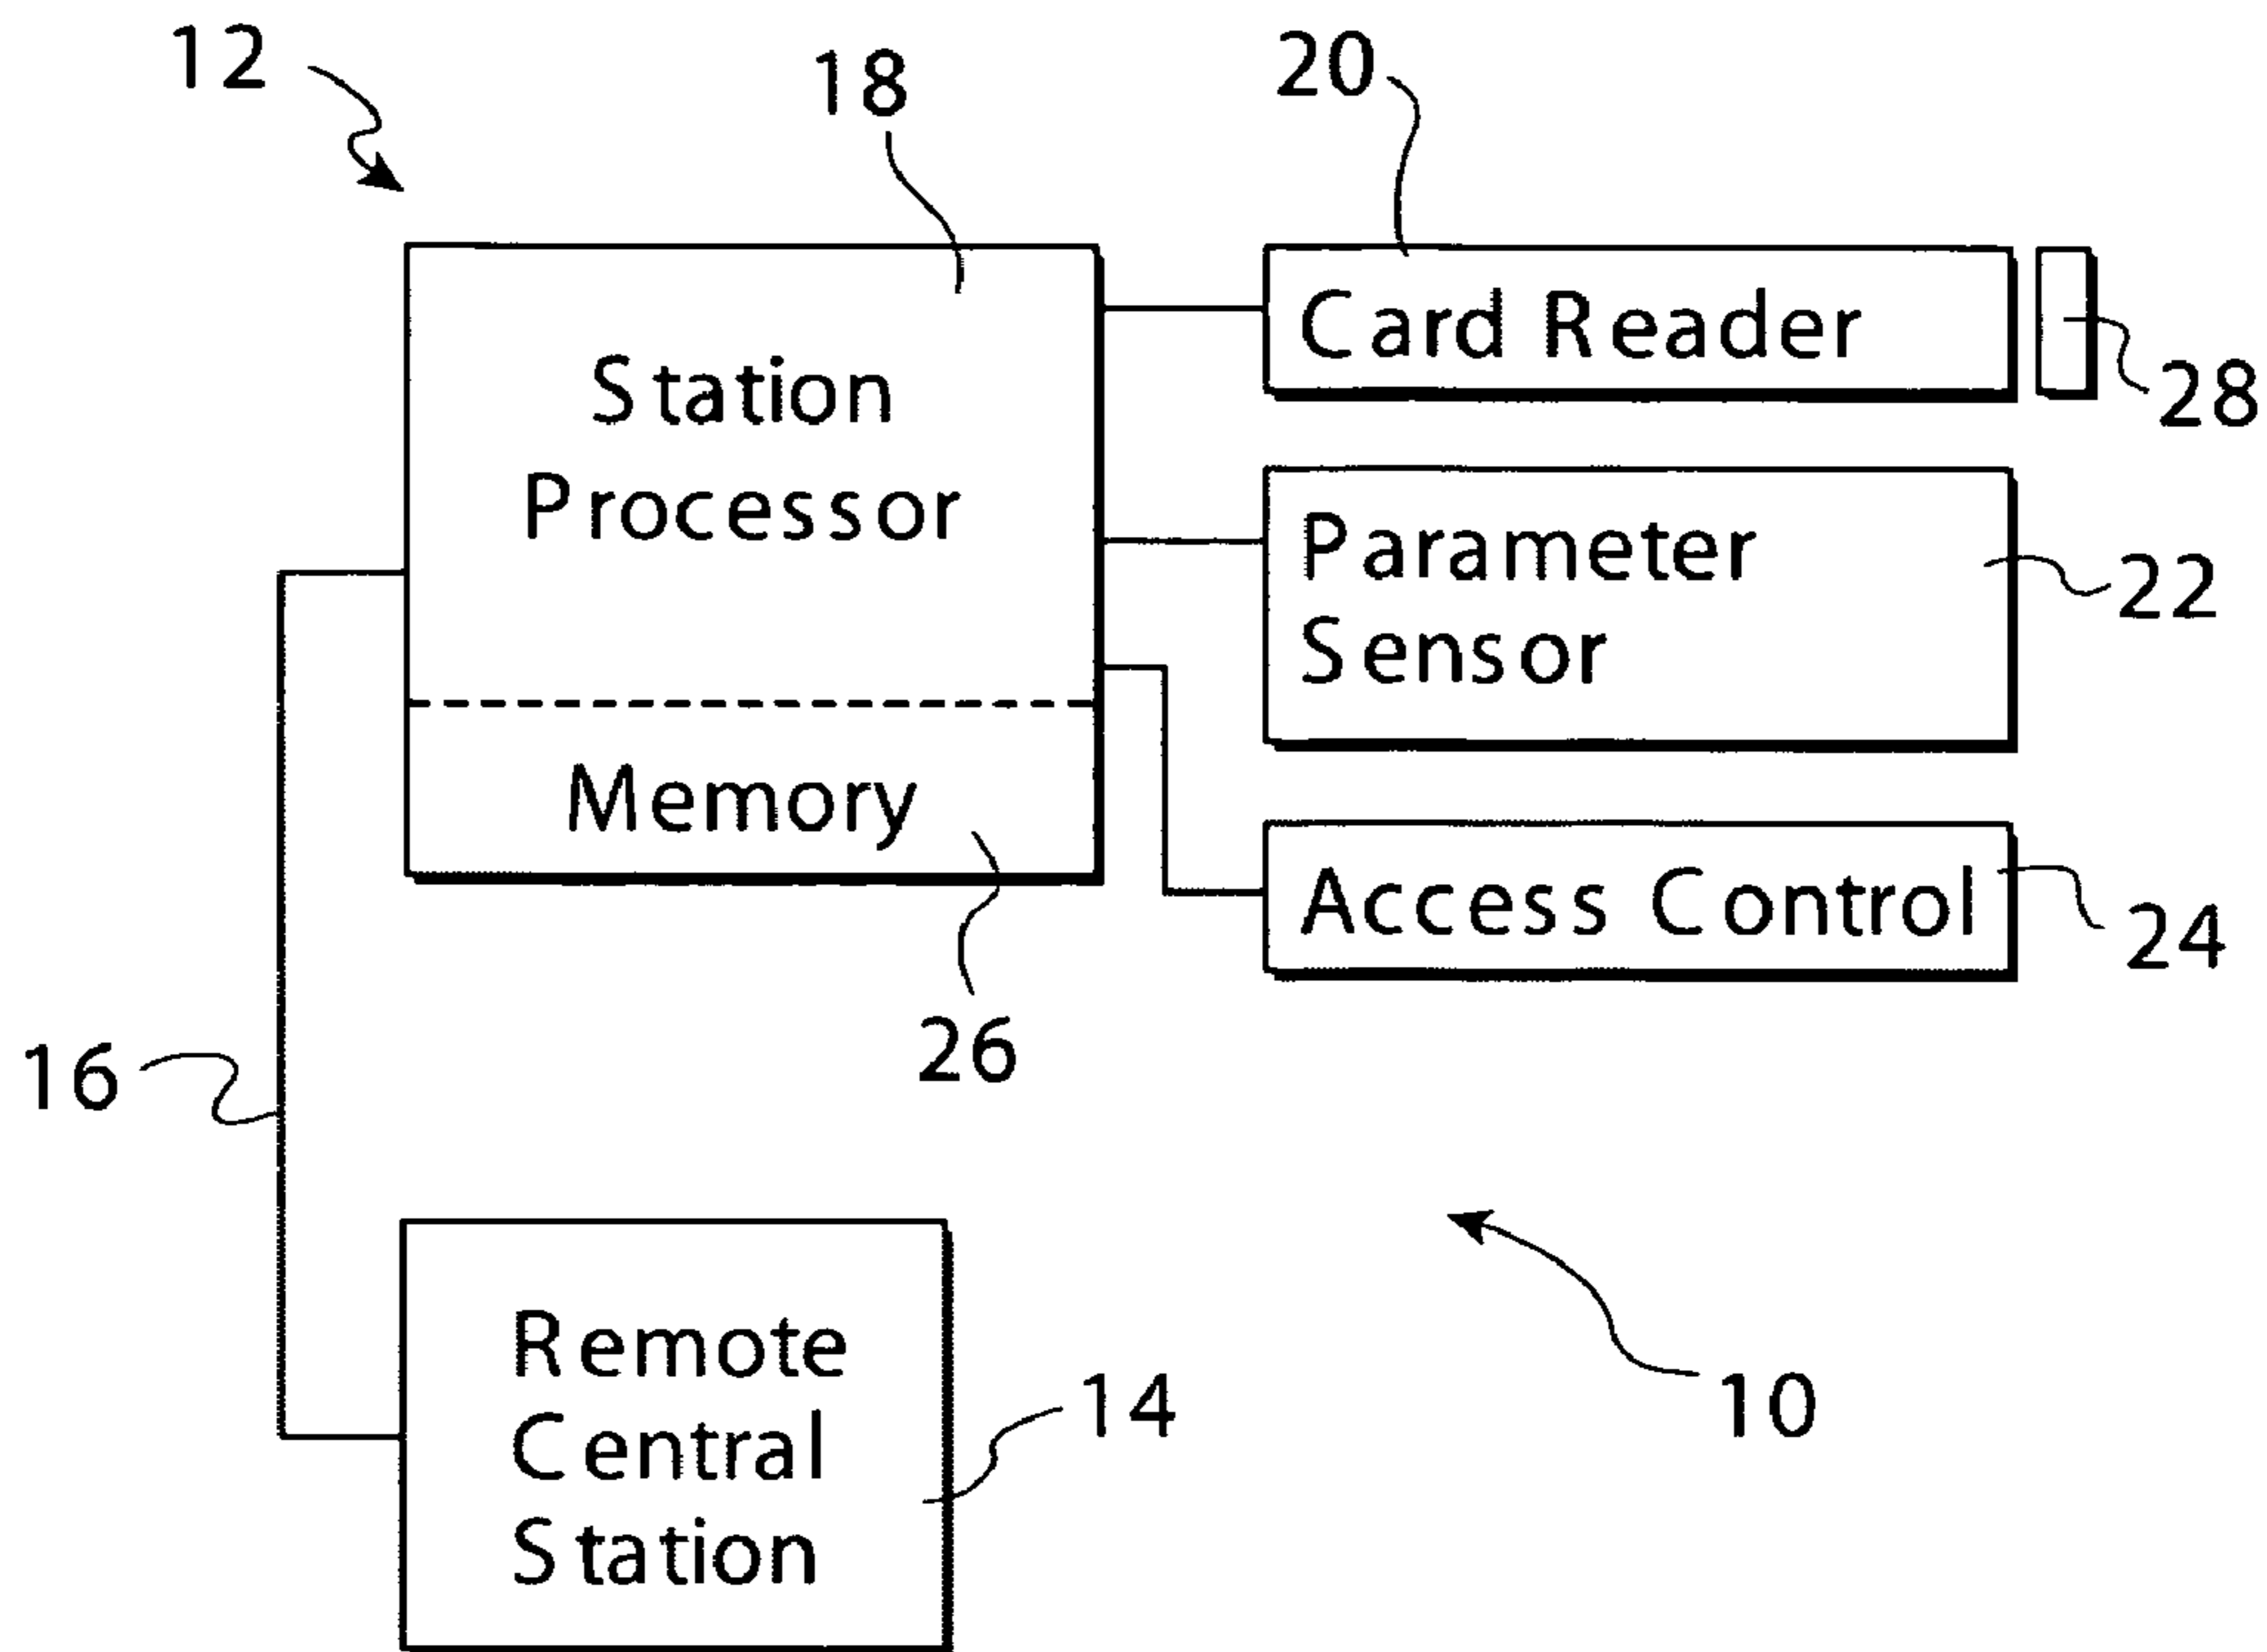 12
18
20
Card Reader
28
Station
Processor
Parameter
Sensor
22
Memory
Access Control
24
26
16
Remote
Central
Station
14
10